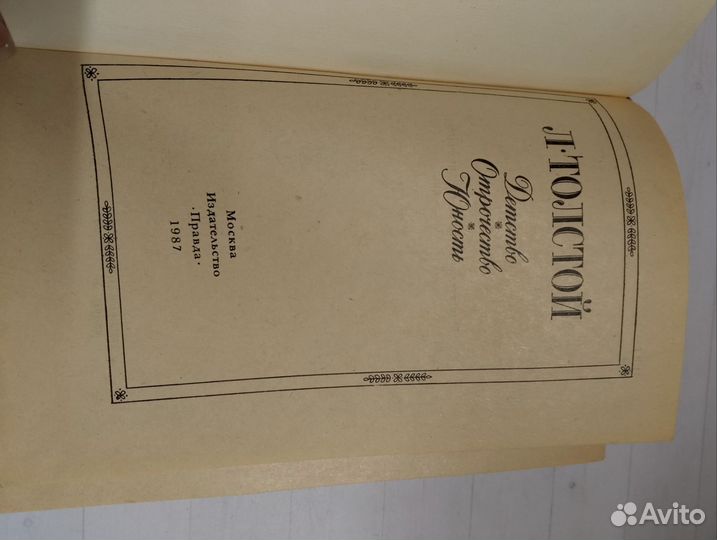 Л·ТОЛСТОЙ
Детство
Отрочество
Юность
Москва
Издательство
·Правда·
1987
Avito